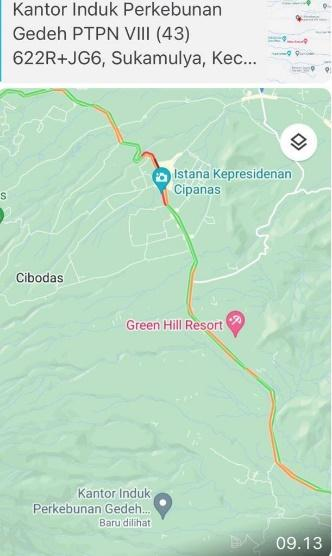 Kantor Induk Perkebunan
Gedeh PTPN VIII (43)
622R+JG6, Sukamulya, Kec...
Istana Kepresidenan
Cipanas
s
Cibodas
Green Hill Resort
Kantor Induk
Perkebunan Gedeh...
Baru dilihat
09.13